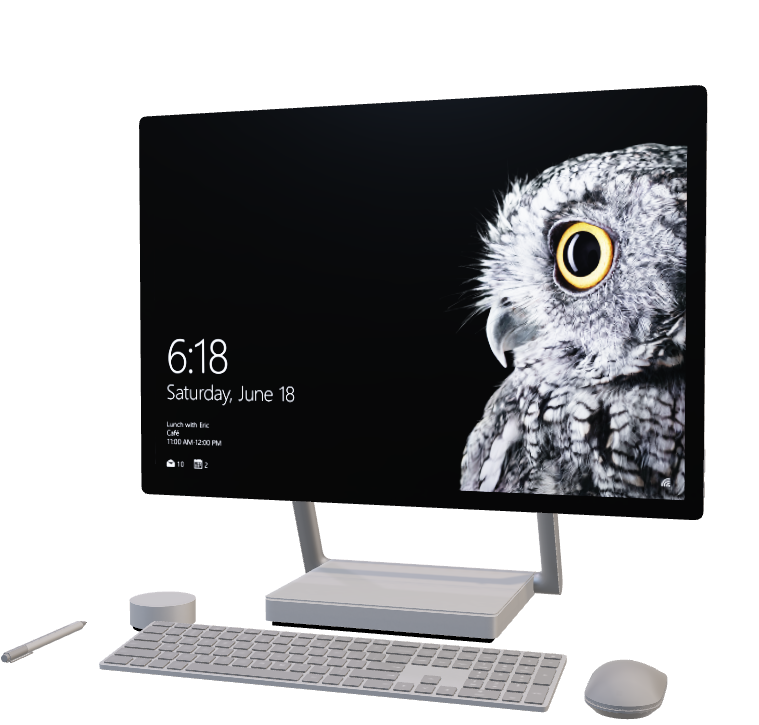 6:18
Saturday, June 18
Lunch with Eric
Café
11:00 AM-12:00 PM
10 2